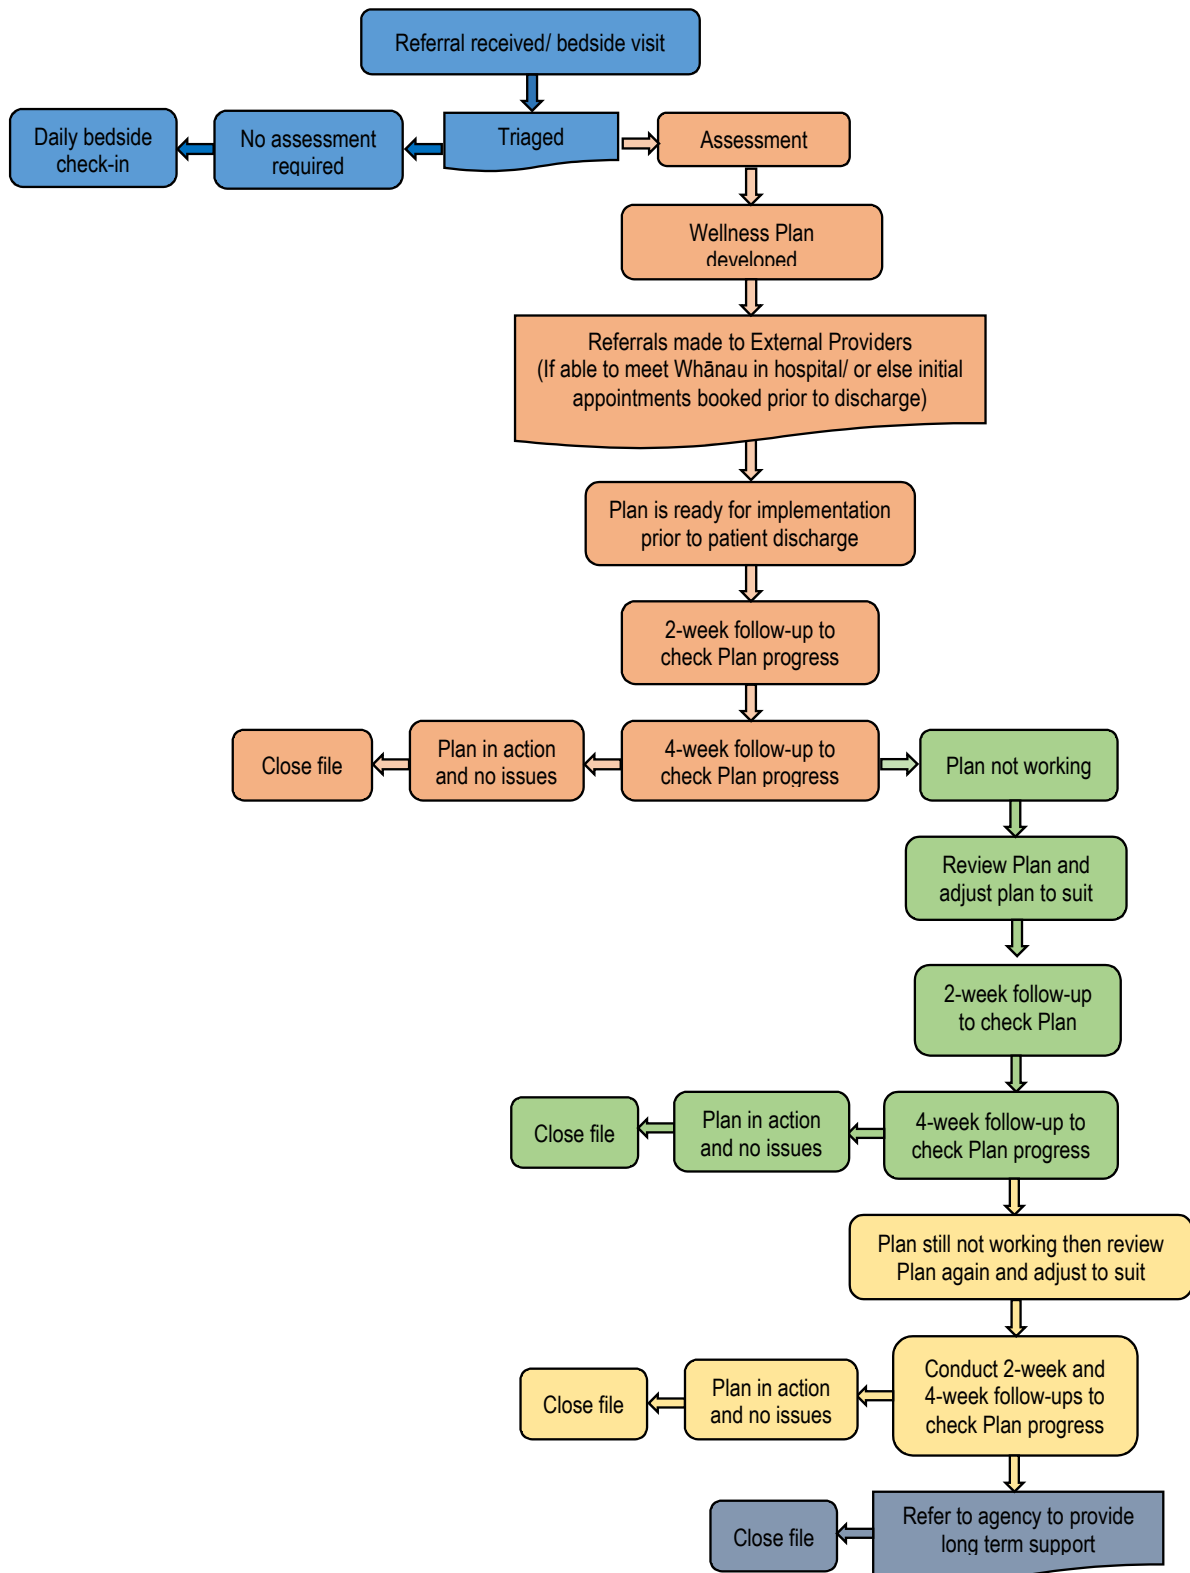 Referral received/ bedside visit
Daily bedside
check-in
No assessment
required
Triaged
Assessment
Wellness Plan
developed
Referrals made to External Providers
(If able to meet Whānau in hospital/ or else initial
appointments booked prior to discharge)
Plan is ready for implementation
prior to patient discharge
2-week follow-up to
check Plan progress
Close file
Plan in action
and no issues
4-week follow-up to
check Plan progress
Plan not working
Review Plan and
adjust plan to suit
2-week follow-up
to check Plan
Close file
Plan in action
and no issues
4-week follow-up to
check Plan progress
Plan still not working then review
Plan again and adjust to suit
Close file
Plan in action
and no issues
Conduct 2-week and
4-week follow-ups to
check Plan progress
Close file
Refer to agency to provide
long term support